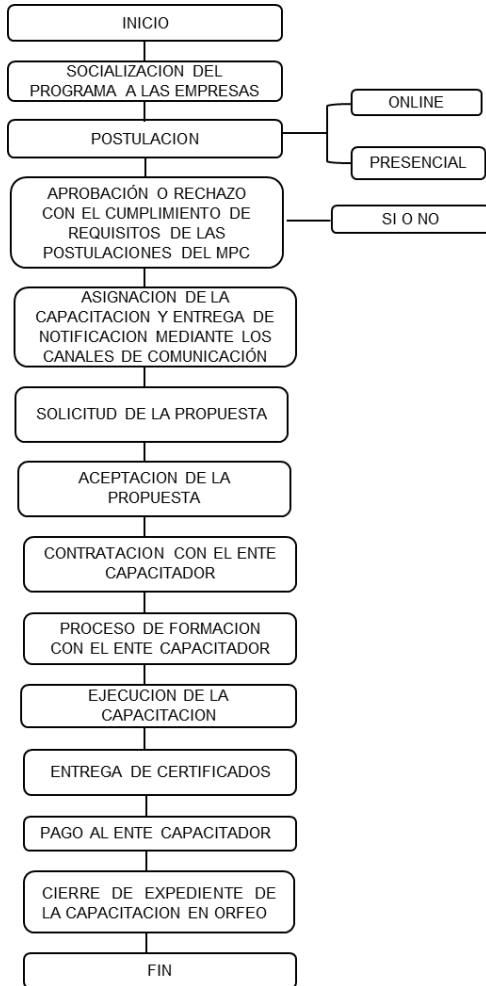 INICIO
SOCIALIZACION DEL
PROGRAMA A LAS EMPRESAS
POSTULACION
ONLINE
PRESENCIAL
APROBACIÓN O RECHAZO
CON EL CUMPLIMIENTO DE
REQUISITOS DE LAS
POSTULACIONES DEL MPC
SI O NO
ASIGNACION DE LA
CAPACITACION Y ENTREGA DE
NOTIFICACION MEDIANTE LOS
CANALES DE COMUNICACIÓN
SOLICITUD DE LA PROPUESTA
ACEPTACION DE LA
PROPUESTA
CONTRATACION CON EL ENTE
CAPACITADOR
PROCESO DE FORMACION
CON EL ENTE CAPACITADOR
EJECUCION DE LA
CAPACITACION
ENTREGA DE CERTIFICADOS
PAGO AL ENTE CAPACITADOR
CIERRE DE EXPEDIENTE DE
LA CAPACITACION EN ORFEO
FIN